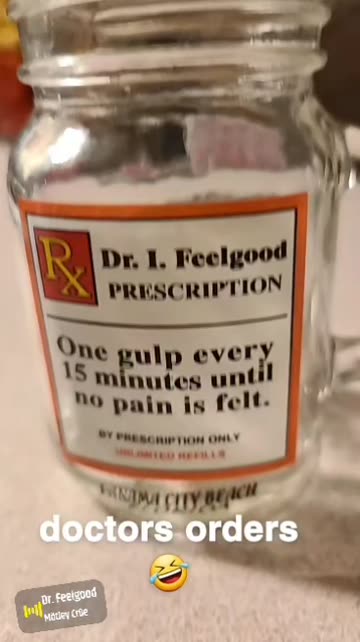 Rx
Dr. I. Feelgood
PRESCRIPTION
One gulp every
15 minutes until
no pain is felt.
BY PRESCRIPTION ONLY
UNLIMITED REFILLS
PANAMA CITY BEACH
doctors orders
Dr. Feelgood
Mötley Crüe